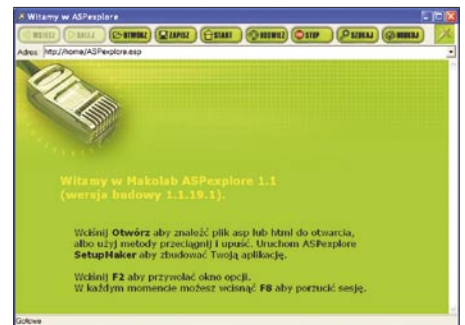 Witamy w ASPexplore
WSTECZ DALEJ OTWÓRZ ZAPISZ START ODŚWIEŻ STOP SZUKAJ DRUKUJ
Adres http://home/ASPexplore.asp
Witamy w Makolab ASPexplore 1.1
(wersja budowy 1.1.19.1).
Wciśnij Otwórz aby znaleźć plik asp lub html do otwarcia,
albo użyj metody przeciągnij i upuść. Uruchom ASPexplore
SetupMaker aby zbudować Twoją aplikację.
Wciśnij F2 aby przywołać okno opcji.
W każdym momencie możesz wcisnąć F8 aby porzucić sesję.
Gotowe